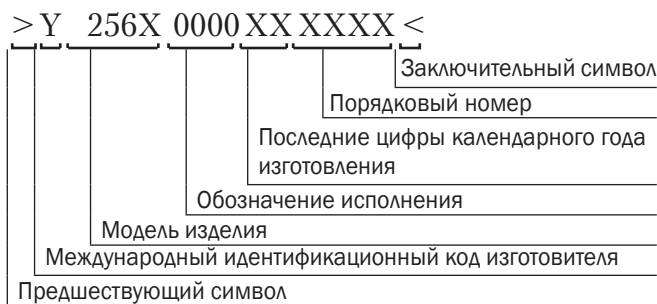 >Y 256X 0000 XX XXXX <
Заключительный символ
Порядковый номер
Последние цифры календарного года
изготовления
Обозначение исполнения
Модель изделия
Международный идентификационный код изготовителя
Предшествующий символ